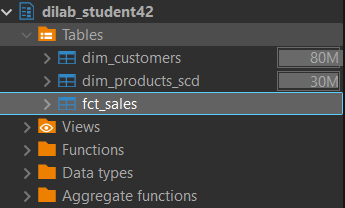 dilab_student42
Tables
dim_customers 80M
dim_products_scd 30M
fct_sales
Views
Functions
Data types
Aggregate functions